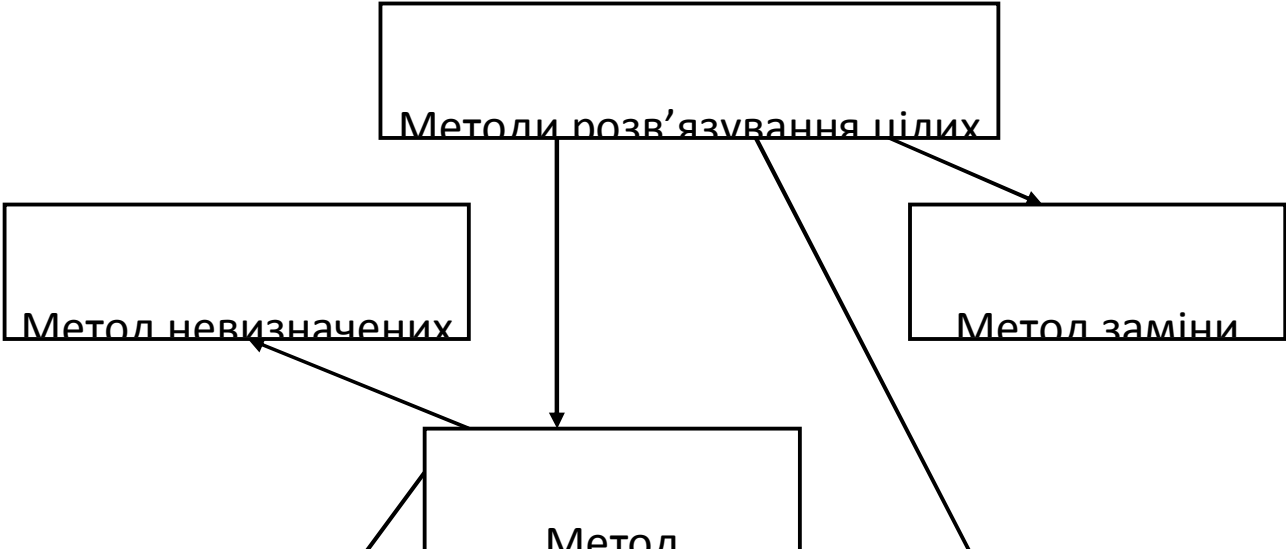 Методи розв’язування цілих
Метод невизначених
Метод заміни
Метод